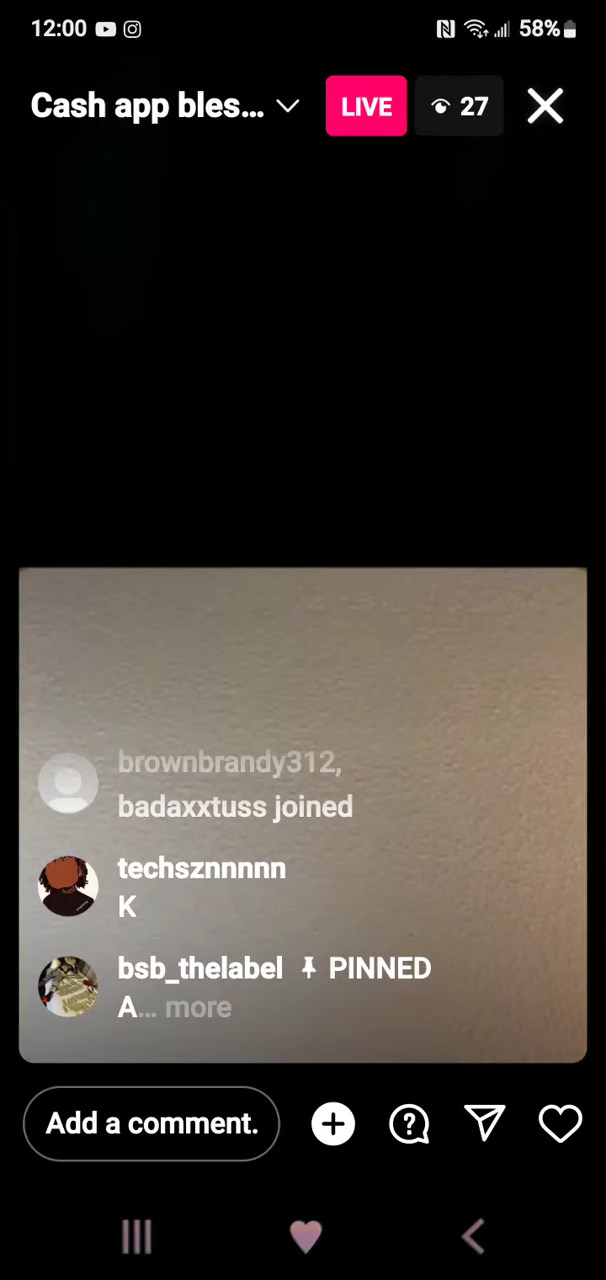 12:00 58%
Cash app bles... LIVE 27
brownbrandy312,
badaxxtuss joined
techsznnnnn
K
bsb_thelabel PINNED
A... more
Add a comment.